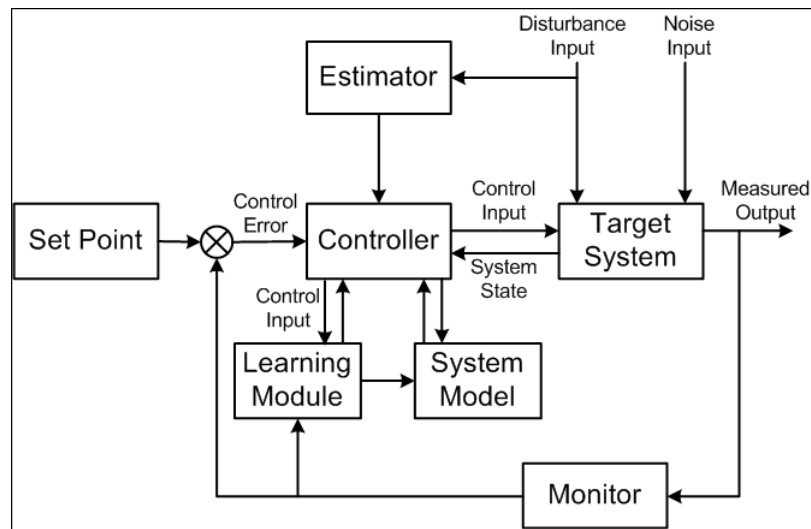 Disturbance
Input
Noise
Input
Estimator
Set Point
Control
Error
Controller
Control
Input
System
State
Target
System
Measured
Output
Control
Input
Learning
Module
System
Model
Monitor